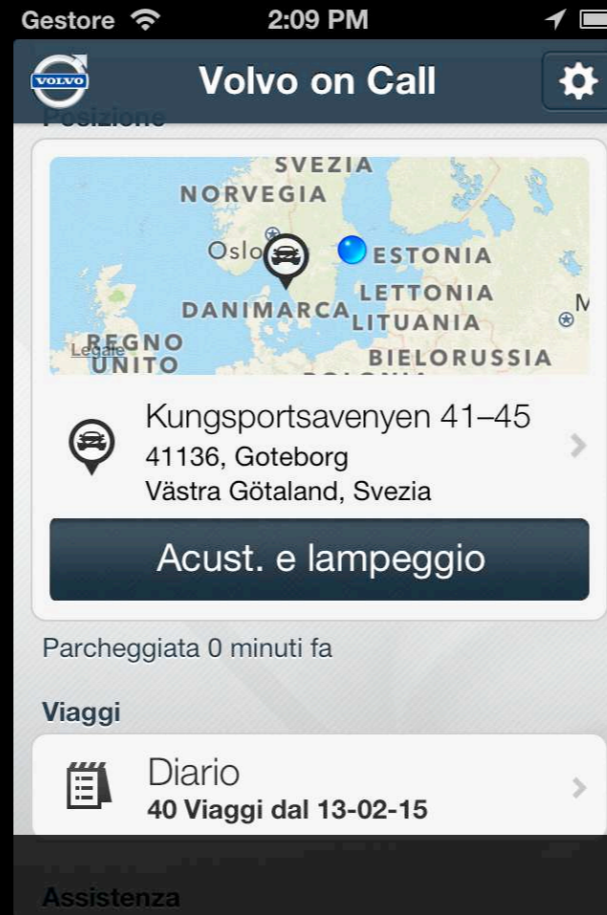 Gestore 2:09 PM
VOLVO Volvo on Call
Posizione
SVEZIA
NORVEGIA
Oslo
ESTONIA
LETTONIA
DANIMARCA
LITUANIA
REGNO
UNITO
Legale
BIELORUSSIA
Kungsportsavenyen 41–45
41136, Goteborg
Västra Götaland, Svezia
Acust. e lampeggio
Parcheggiata 0 minuti fa
Viaggi
Diario
40 Viaggi dal 13-02-15
Assistenza